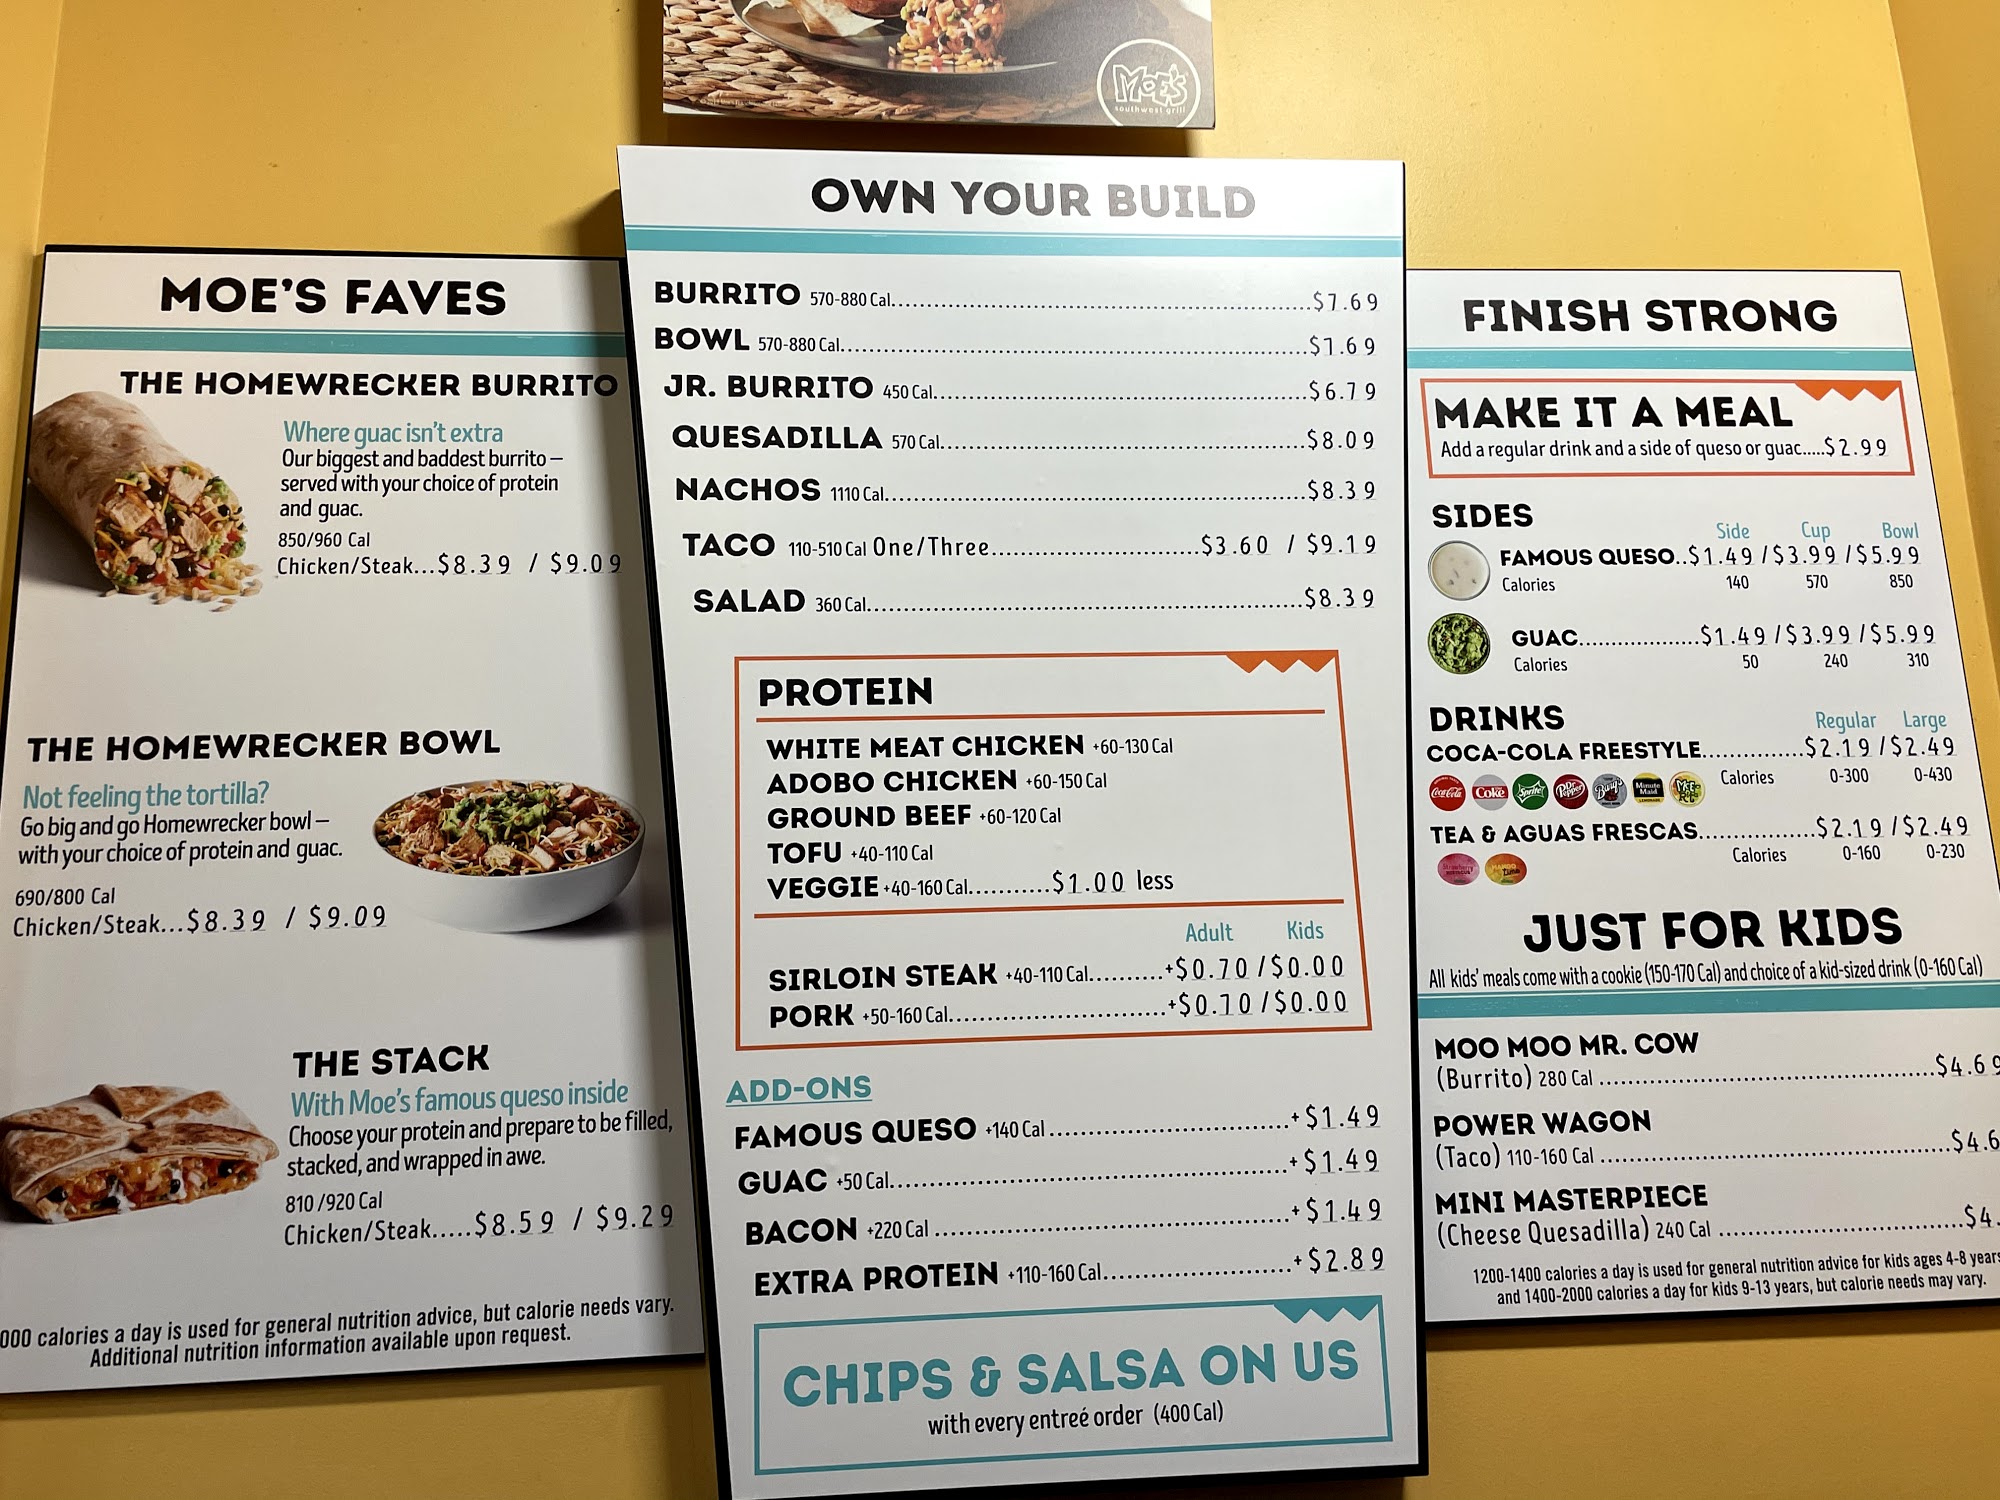 MOE'S
southwest grill
MOE'S FAVES
THE HOMEWRECKER BURRITO
Where guac isn't extra
Our biggest and baddest burrito –
served with your choice of protein
and guac.
850/960 Cal
Chicken/Steak...$8.39 / $9.09
THE HOMEWRECKER BOWL
Not feeling the tortilla?
Go big and go Homewrecker bowl –
with your choice of protein and guac.
690/800 Cal
Chicken/Steak...$8.39 / $9.09
THE STACK
With Moe's famous queso inside
Choose your protein and prepare to be filled,
stacked, and wrapped in awe.
810/920 Cal
Chicken/Steak.....$8.59 / $9.29
000 calories a day is used for general nutrition advice, but calorie needs vary.
Additional nutrition information available upon request.
OWN YOUR BUILD
BURRITO 570-880 Cal...$7.69
BOWL 570-880 Cal...$7.69
JR. BURRITO 450 Cal...$6.79
QUESADILLA 570 Cal...$8.09
NACHOS 1110 Cal...$8.39
TACO 110-510 Cal One/Three...$3.60 / $9.19
SALAD 360 Cal...$8.39
PROTEIN
WHITE MEAT CHICKEN +60-130 Cal
ADOBO CHICKEN +60-150 Cal
GROUND BEEF +60-120 Cal
TOFU +40-110 Cal
VEGGIE +40-160 Cal...$1.00 less
Adult Kids
SIRLOIN STEAK +40-110 Cal...+$0.70 / $0.00
PORK +50-160 Cal...+$0.70 / $0.00
ADD-ONS
FAMOUS QUESO +140 Cal...+$1.49
GUAC +50 Cal...+$1.49
BACON +220 Cal...+$1.49
EXTRA PROTEIN +110-160 Cal...+$2.89
CHIPS & SALSA ON US
with every entreé order (400 Cal)
FINISH STRONG
MAKE IT A MEAL
Add a regular drink and a side of queso or guac.....$2.99
SIDES
Side Cup Bowl
FAMOUS QUESO..$1.49 / $3.99 / $5.99
Calories 140 570 850
GUAC...$1.49 / $3.99 / $5.99
Calories 50 240 310
DRINKS
Regular Large
COCA-COLA FREESTYLE...$2.19 / $2.49
Coca-Cola Coke Sprite Dr Pepper Barq's Minute Maid
Calories 0-300 0-430
TEA & AGUAS FRESCAS...$2.19 / $2.49
Calories 0-160 0-230
JUST FOR KIDS
All kids' meals come with a cookie (150-170 Cal) and choice of a kid-sized drink (0-160 Cal)
MOO MOO MR. COW
(Burrito) 280 Cal...$4.69
POWER WAGON
(Taco) 110-160 Cal...$4.6
MINI MASTERPIECE
(Cheese Quesadilla) 240 Cal...$4.
1200-1400 calories a day is used for general nutrition advice for kids ages 4-8 years
and 1400-2000 calories a day for kids 9-13 years, but calorie needs may vary.